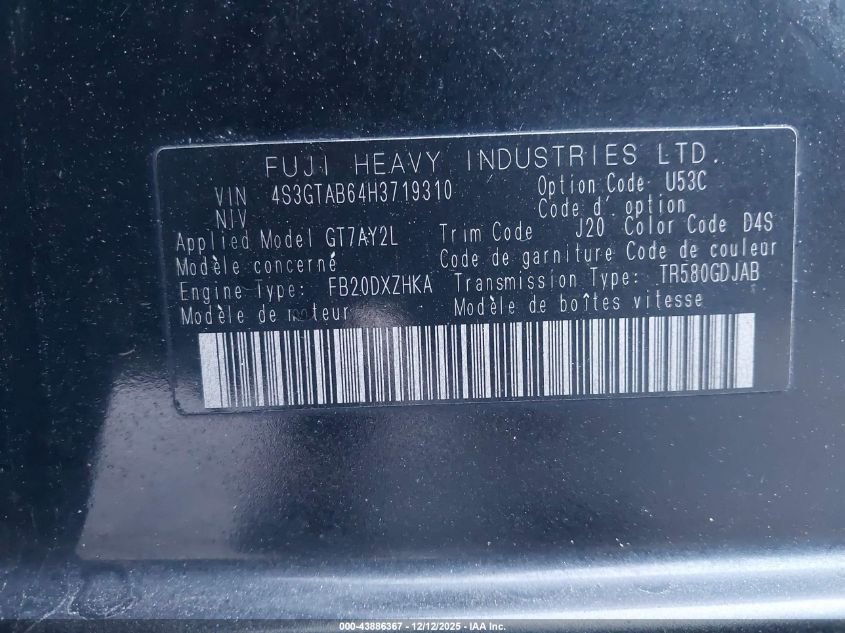 FUJI HEAVY INDUSTRIES LTD.
VIN 4S3GTAB64H3719310 Option Code U53C
NIV Code d' option
Applied Model GT7AY2L Trim Code J20 Color Code D4S
Modèle concerné Code de garniture Code de couleur
Engine Type: FB20DXZHKA Transmission Type: TR580GDJAB
Modèle de moteur Modèle de boîtes vitesse
000-43886367 - 12/12/2025 - IAA Inc.